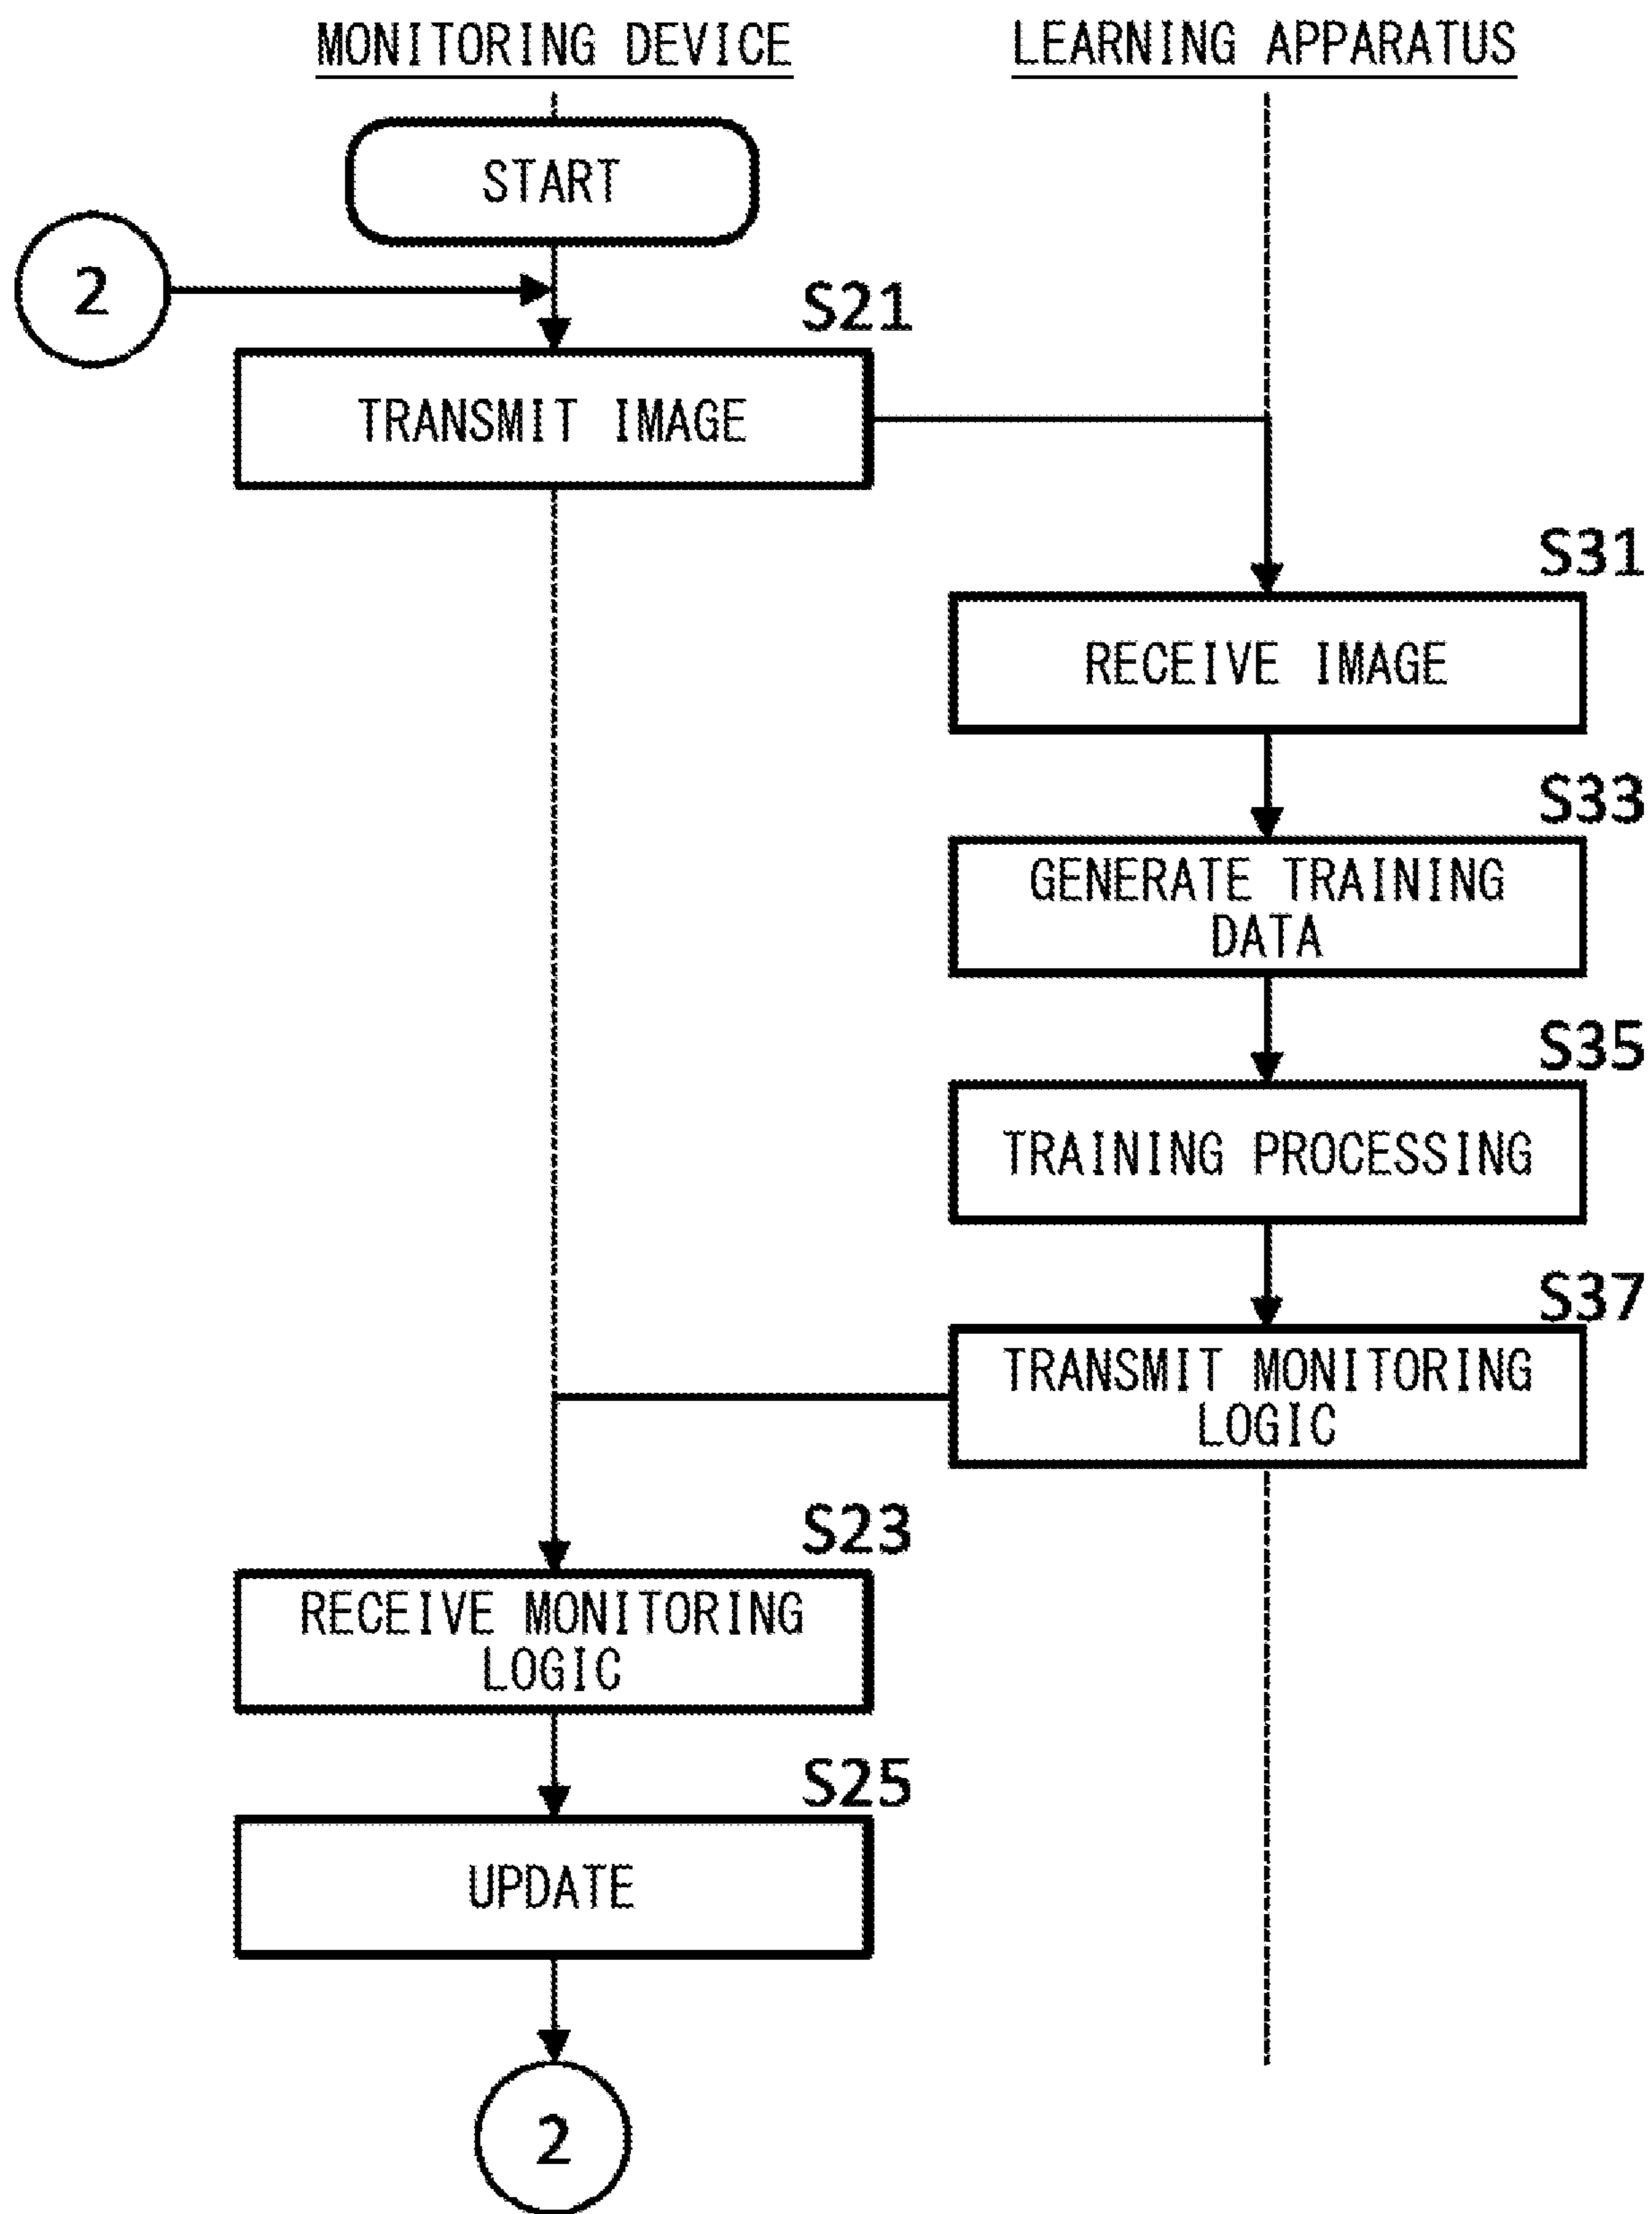 MONITORING DEVICE
LEARNING APPARATUS
START
2
S21
TRANSMIT IMAGE
S31
RECEIVE IMAGE
S33
GENERATE TRAINING
DATA
S35
TRAINING PROCESSING
S37
TRANSMIT MONITORING
LOGIC
S23
RECEIVE MONITORING
LOGIC
S25
UPDATE
2